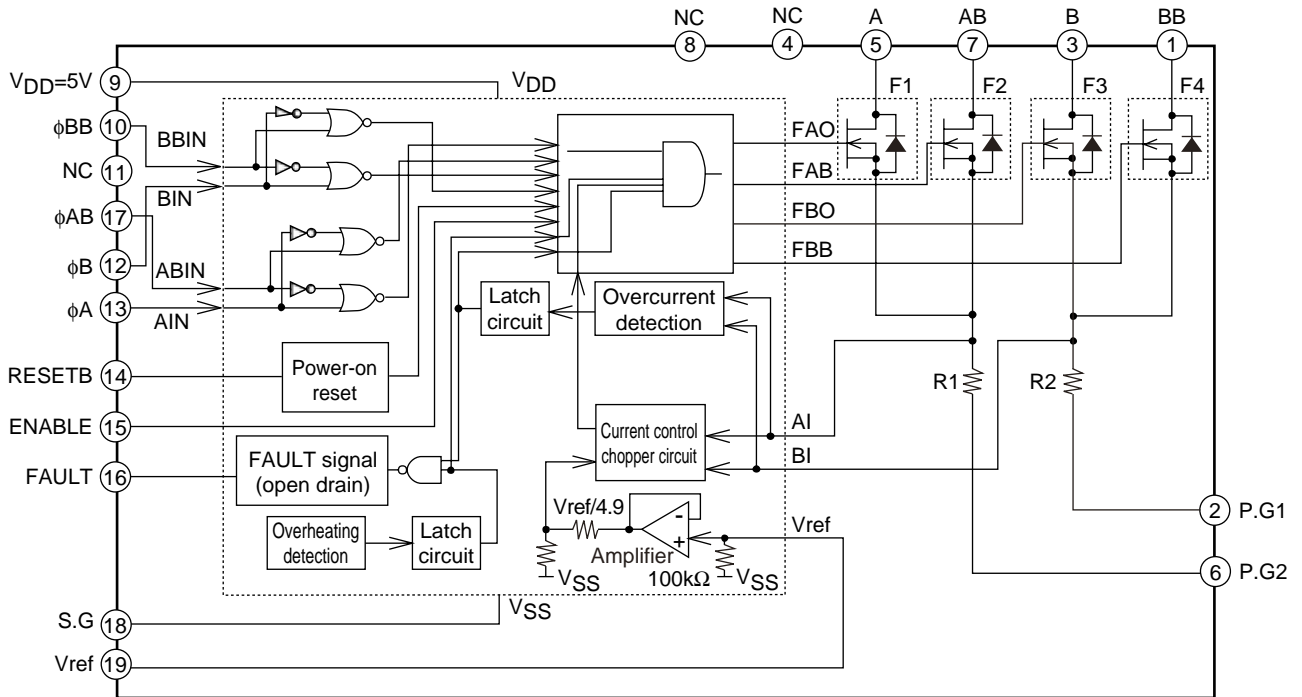 NC
NC
A
AB
B
BB
8
4
5
7
3
1
VDD=5V
9
VDD
F1
F2
F3
F4
ϕBB
10
BBIN
FAO
NC
11
FAB
BIN
ϕAB
17
FBO
ϕB
12
ABIN
FBB
ϕA
13
AIN
Latch
circuit
Overcurrent
detection
RESETB
14
Power-on
reset
R1
R2
ENABLE
15
Current control
chopper circuit
AI
BI
FAULT
16
FAULT signal
(open drain)
Vref/4.9
Overheating
detection
Latch
circuit
-
+
Amplifier
Vref
100kΩ
VSS
VSS
2
P.G1
6
P.G2
VSS
S.G
18
Vref
19